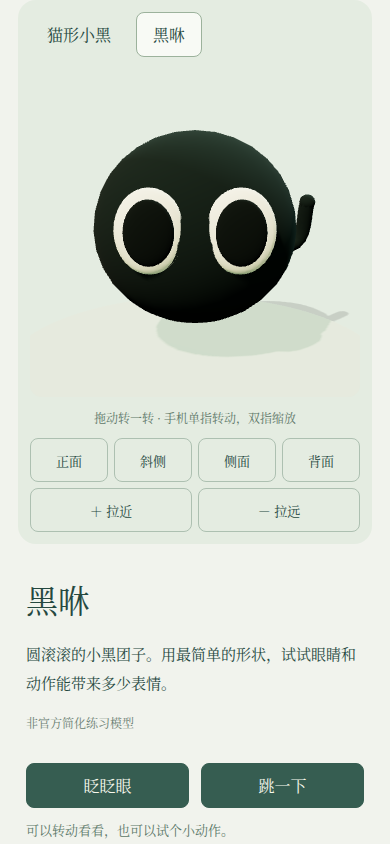 猫形小黑
黑咻
拖动转一转 · 手机单指转动，双指缩放
正面
斜侧
侧面
背面
＋ 拉近
－ 拉远
黑咻
圆滚滚的小黑团子。用最简单的形状，试试眼睛和
动作能带来多少表情。
非官方简化练习模型
眨眨眼
跳一下
可以转动看看，也可以试个小动作。